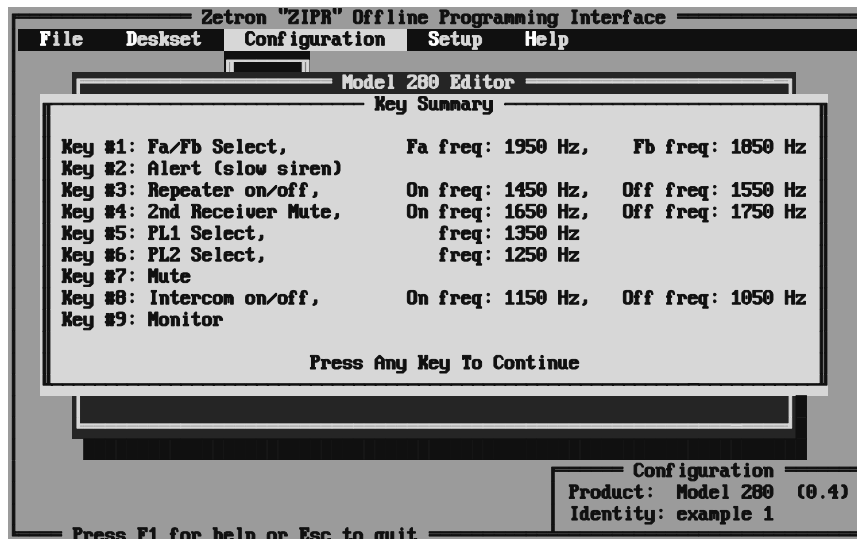 Zetron "ZIPR" Offline Programming Interface
File Deskset Configuration Setup Help
Model 280 Editor
Key Summary
Key #1: Fa/Fb Select, Fa freq: 1950 Hz, Fb freq: 1850 Hz
Key #2: Alert (slow siren)
Key #3: Repeater on/off, On freq: 1450 Hz, Off freq: 1550 Hz
Key #4: 2nd Receiver Mute, On freq: 1650 Hz, Off freq: 1750 Hz
Key #5: PL1 Select, freq: 1350 Hz
Key #6: PL2 Select, freq: 1250 Hz
Key #7: Mute
Key #8: Intercom on/off, On freq: 1150 Hz, Off freq: 1050 Hz
Key #9: Monitor
Press Any Key To Continue
Configuration
Product: Model 280 (0.4)
Identity: example 1
Press F1 for help or Esc to quit